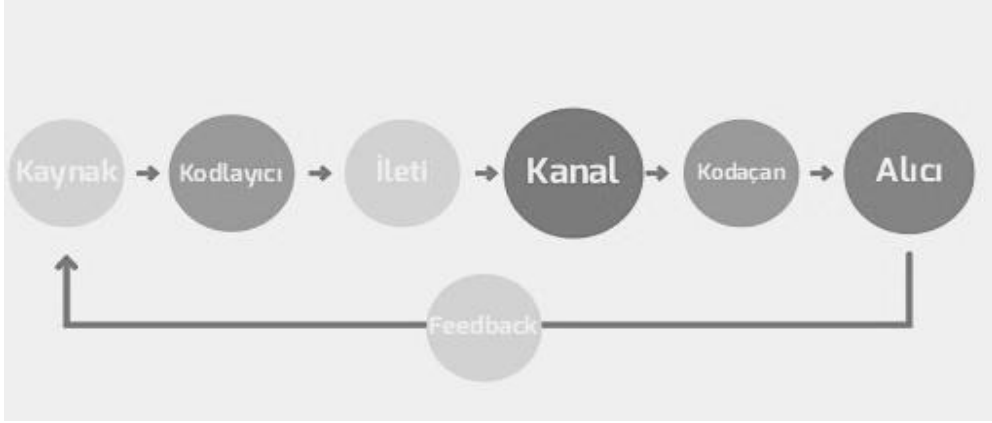 Kaynak
Kodlayıcı
İleti
Kanal
Kodaçan
Alıcı
Feedback